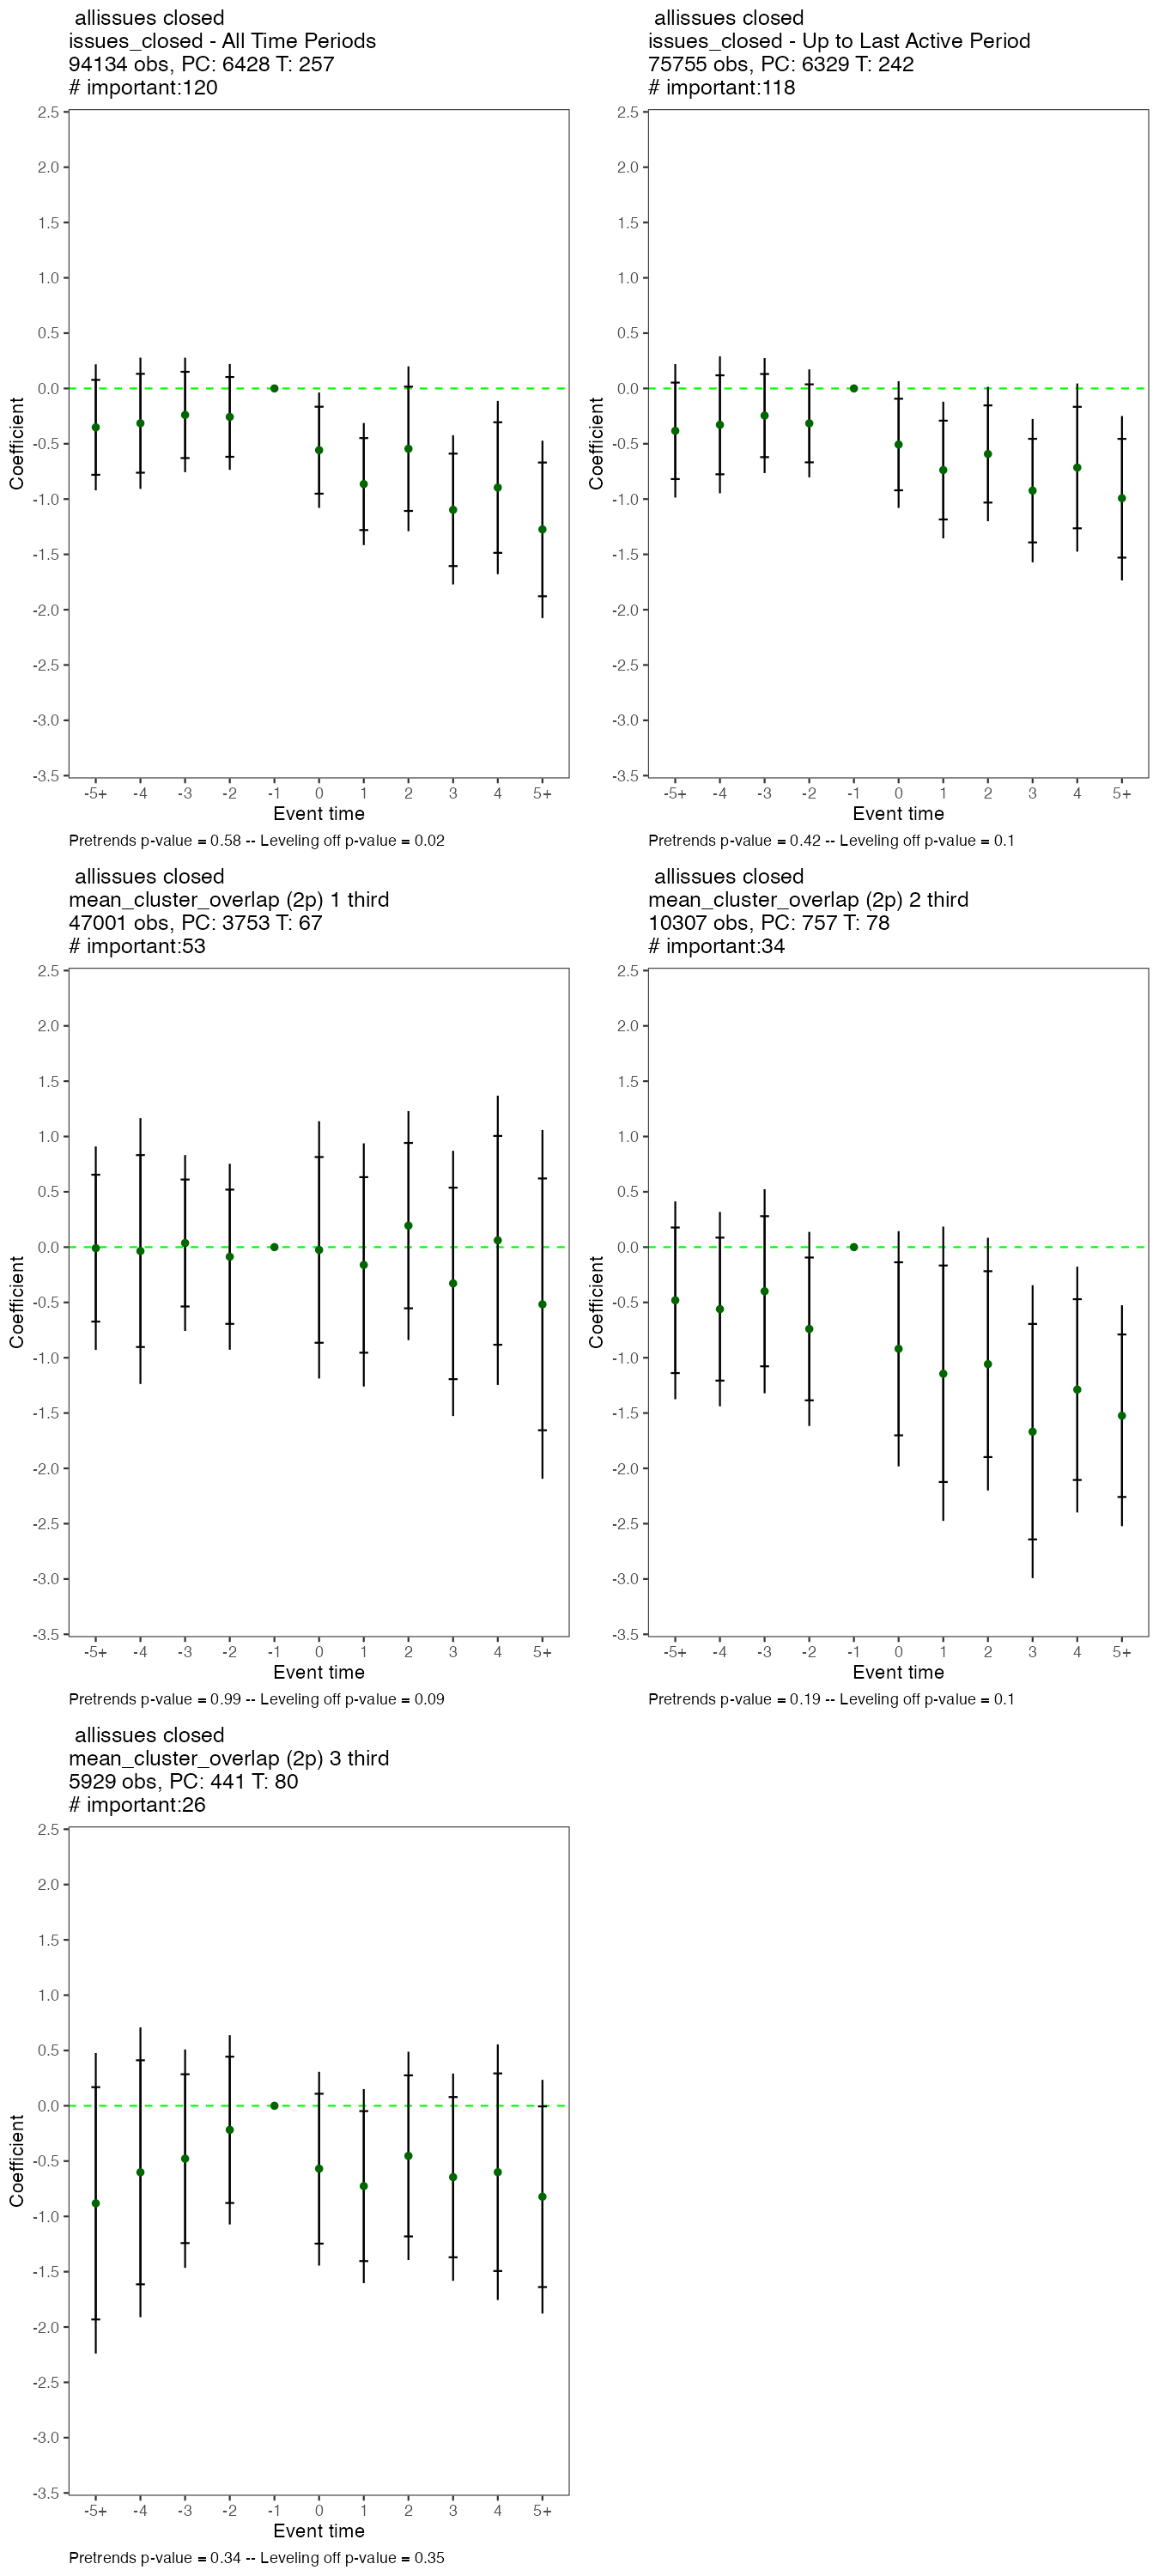 allissues closed
issues_closed - All Time Periods
94134 obs, PC: 6428 T: 257
# important:120
2.5
2.0
1.5
1.0
0.5
0.0
-0.5
-1.0
-1.5
-2.0
-2.5
-3.0
-3.5
Coefficient
-5+ -4 -3 -2 -1 0 1 2 3 4 5+
Event time
Pretrends p-value = 0.58 -- Leveling off p-value = 0.02
allissues closed
issues_closed - Up to Last Active Period
75755 obs, PC: 6329 T: 242
# important:118
2.5
2.0
1.5
1.0
0.5
0.0
-0.5
-1.0
-1.5
-2.0
-2.5
-3.0
-3.5
Coefficient
-5+ -4 -3 -2 -1 0 1 2 3 4 5+
Event time
Pretrends p-value = 0.42 -- Leveling off p-value = 0.1
allissues closed
mean_cluster_overlap (2p) 1 third
47001 obs, PC: 3753 T: 67
# important:53
2.5
2.0
1.5
1.0
0.5
0.0
-0.5
-1.0
-1.5
-2.0
-2.5
-3.0
-3.5
Coefficient
-5+ -4 -3 -2 -1 0 1 2 3 4 5+
Event time
Pretrends p-value = 0.99 -- Leveling off p-value = 0.09
allissues closed
mean_cluster_overlap (2p) 2 third
10307 obs, PC: 757 T: 78
# important:34
2.5
2.0
1.5
1.0
0.5
0.0
-0.5
-1.0
-1.5
-2.0
-2.5
-3.0
-3.5
Coefficient
-5+ -4 -3 -2 -1 0 1 2 3 4 5+
Event time
Pretrends p-value = 0.19 -- Leveling off p-value = 0.1
allissues closed
mean_cluster_overlap (2p) 3 third
5929 obs, PC: 441 T: 80
# important:26
2.5
2.0
1.5
1.0
0.5
0.0
-0.5
-1.0
-1.5
-2.0
-2.5
-3.0
-3.5
Coefficient
-5+ -4 -3 -2 -1 0 1 2 3 4 5+
Event time
Pretrends p-value = 0.34 -- Leveling off p-value = 0.35